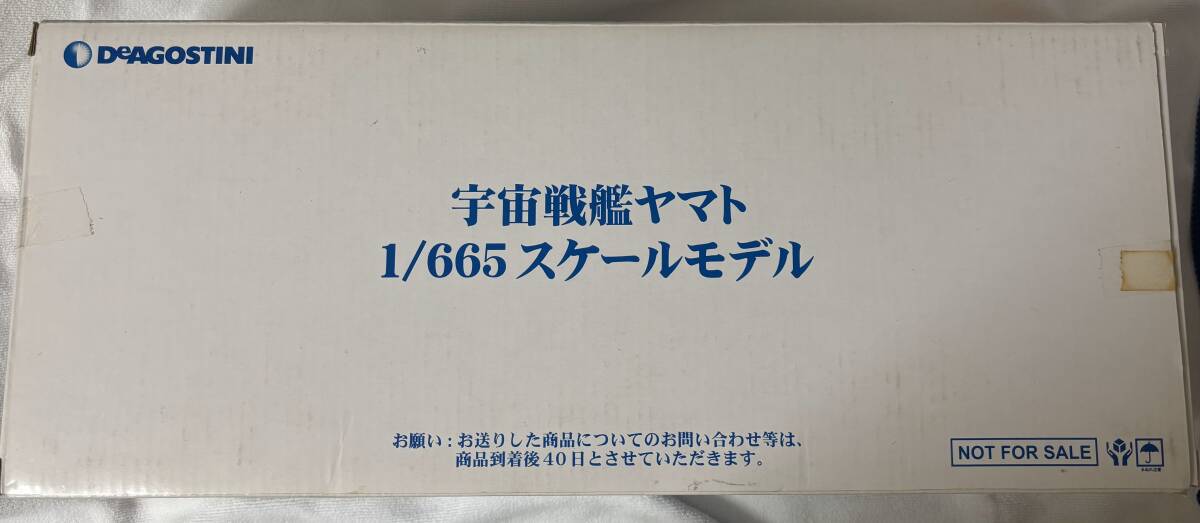 DeAGOSTINI
宇宙戦艦ヤマト
1/665スケールモデル
お願い：お送りした商品についてのお問い合わせ等は、
商品到着後40日とさせていただきます。
NOT FOR SALE